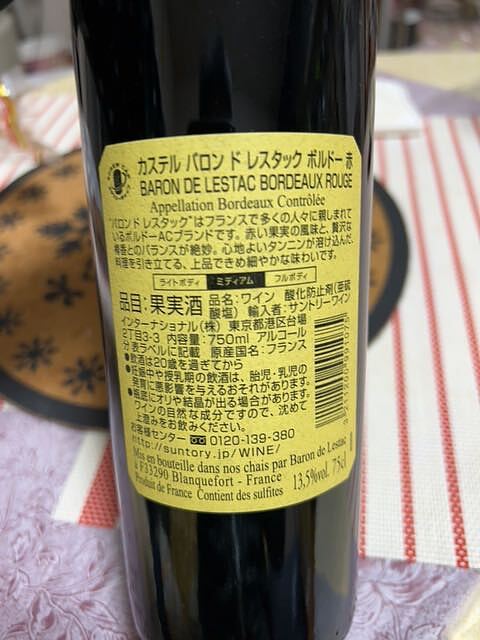 カステル バロン ド レスタック ボルドー 赤
BARON DE LESTAC BORDEAUX ROUGE
Appellation Bordeaux Contrôlée
"バロン ド レスタック"はフランスで多くの人々に親しまれて
いるボルドーACブランドです。赤い果実の風味と、贅沢な
樽香とのバランスが絶妙。心地よいタンニンが溶け込んだ、
料理を引き立てる、上品できめ細やかな味わいです。
ライトボディ ミディアム フルボディ
品目:果実酒 品名:ワイン 酸化防止剤(亜硫
酸塩) 輸入者:サントリーワイン
インターナショナル(株) 東京都港区台場
2丁目3-3 内容量:750ml アルコール
分:表ラベルに記載 原産国名:フランス
●飲酒は20歳を過ぎてから
●妊娠中や授乳期の飲酒は、胎児・乳児の
発育に悪影響を与えるおそれがあります。
●瓶底にオリや結晶が出る場合があります。
ワインの自然な成分ですので、沈めて
上澄みをお飲みください。
お客様センター 0120-139-380
http://suntory.jp/WINE/
Mis en bouteille dans nos chais par Baron de Lestac
à F33290 Blanquefort - France
Produit de France Contient des sulfites 13,5%vol. 75cl